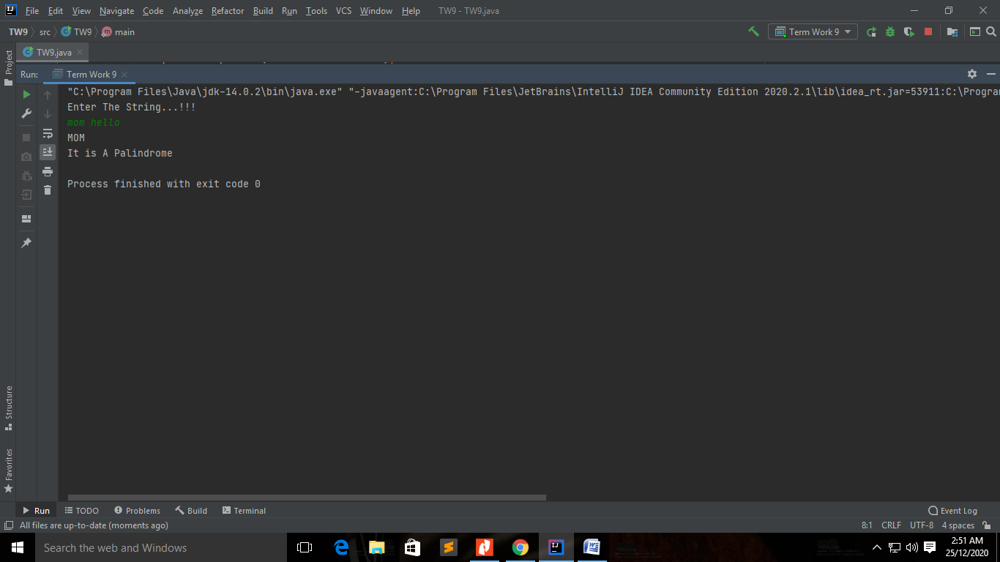 File Edit View Navigate Code Analyze Refactor Build Run Tools VCS Window Help TW9 - TW9.java
TW9 src TW9 main Term Work 9
Project
TW9.java
Run: Term Work 9
"C:\Program Files\Java\jdk-14.0.2\bin\java.exe" "-javaagent:C:\Program Files\JetBrains\IntelliJ IDEA Community Edition 2020.2.1\lib\idea_rt.jar=53911:C:\Program
Enter The String...!!!
mom hello
MOM
It is A Palindrome
Process finished with exit code 0
Structure
Favorites
Run TODO Problems Build Terminal Event Log
All files are up-to-date (moments ago) 8:1 CRLF UTF-8 4 spaces
Search the web and Windows
2:51 AM
25/12/2020